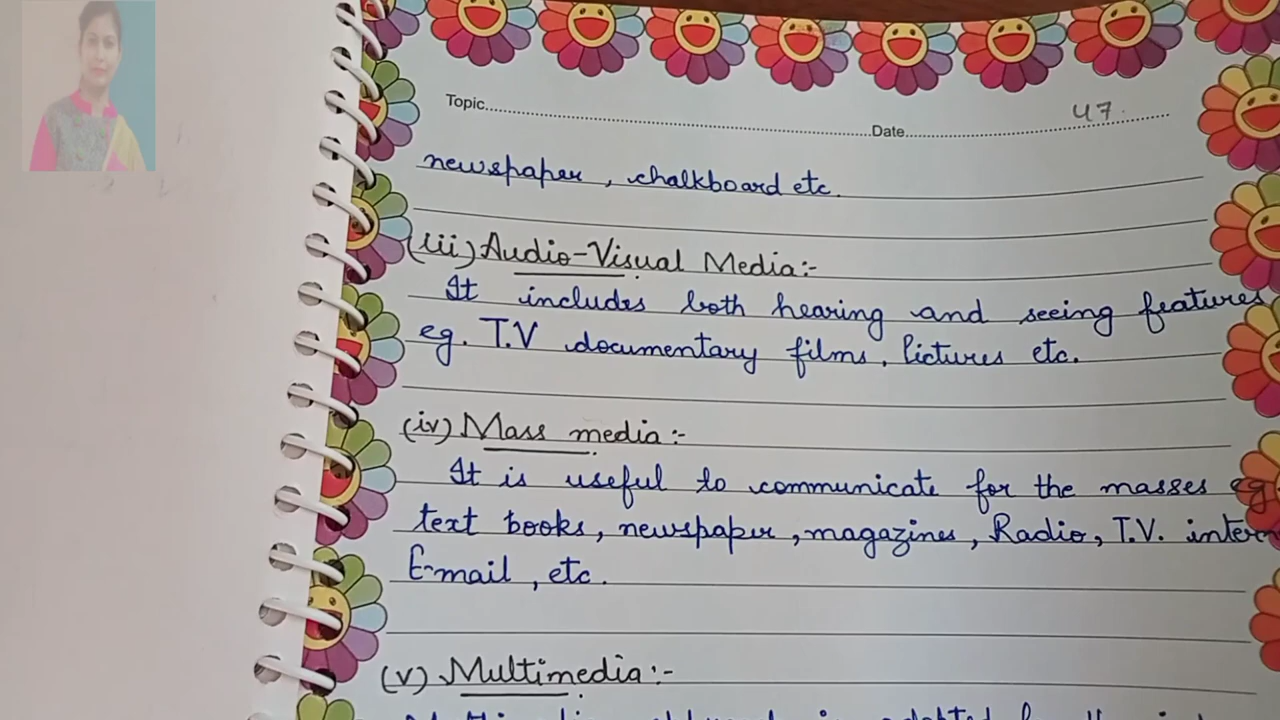 Topic Date 47.
newspaper, chalkboard etc.
(iii) Audio-Visual Media:-
It includes both hearing and seeing features
eg. T.V documentary films, Pictures etc.
(iv) Mass media:-
It is useful to communicate for the masses eg.
text books, newspaper, magazines, Radio, T.V. inter
E-mail, etc.
(v) Multimedia:-